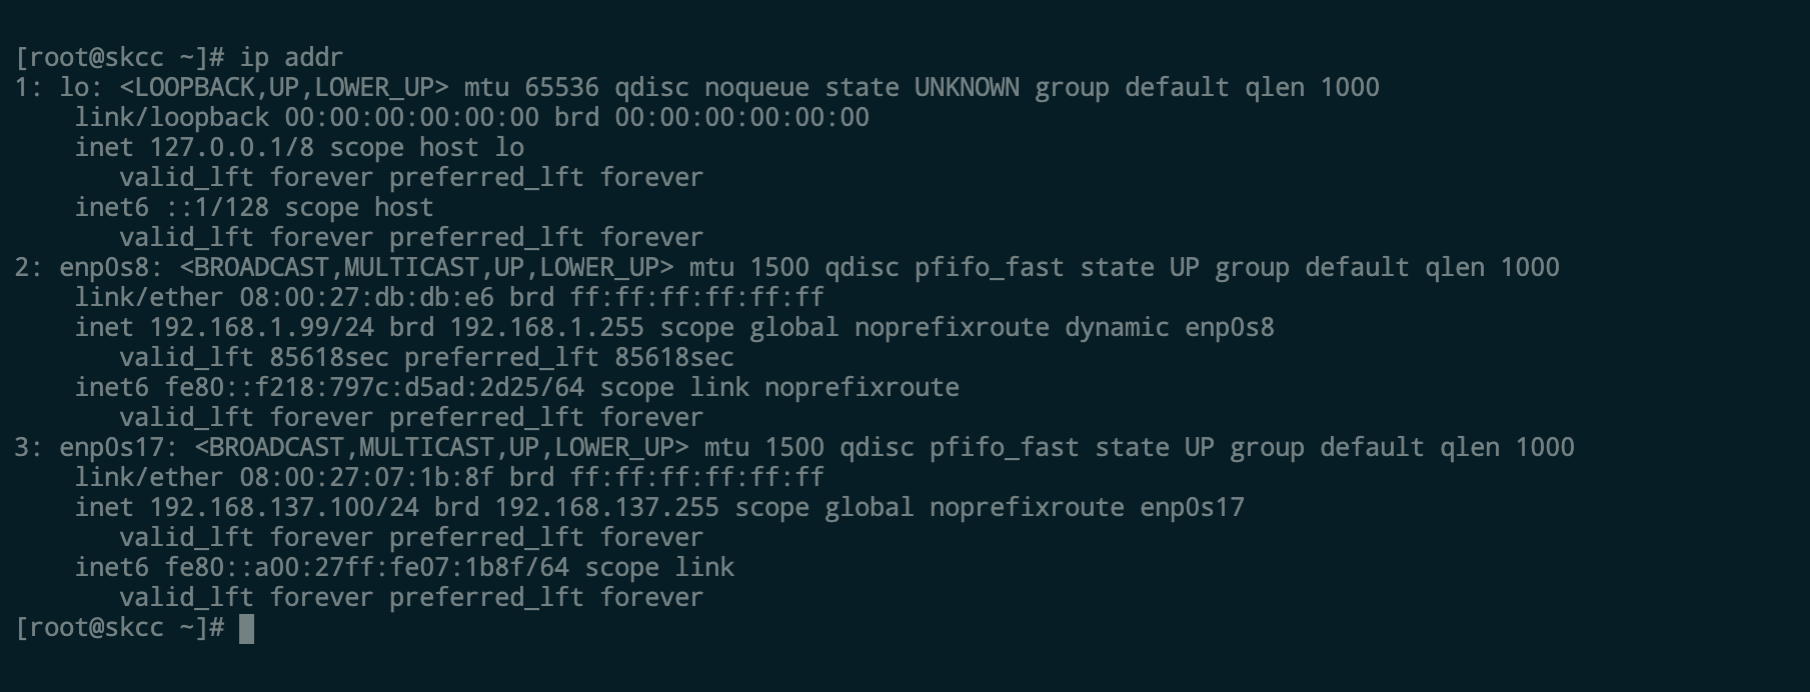 [root@skcc ~]# ip addr
1: lo: <LOOPBACK,UP,LOWER_UP> mtu 65536 qdisc noqueue state UNKNOWN group default qlen 1000
    link/loopback 00:00:00:00:00:00 brd 00:00:00:00:00:00
    inet 127.0.0.1/8 scope host lo
       valid_lft forever preferred_lft forever
    inet6 ::1/128 scope host
       valid_lft forever preferred_lft forever
2: enp0s8: <BROADCAST,MULTICAST,UP,LOWER_UP> mtu 1500 qdisc pfifo_fast state UP group default qlen 1000
    link/ether 08:00:27:db:db:e6 brd ff:ff:ff:ff:ff:ff
    inet 192.168.1.99/24 brd 192.168.1.255 scope global noprefixroute dynamic enp0s8
       valid_lft 85618sec preferred_lft 85618sec
    inet6 fe80::f218:797c:d5ad:2d25/64 scope link noprefixroute
       valid_lft forever preferred_lft forever
3: enp0s17: <BROADCAST,MULTICAST,UP,LOWER_UP> mtu 1500 qdisc pfifo_fast state UP group default qlen 1000
    link/ether 08:00:27:07:1b:8f brd ff:ff:ff:ff:ff:ff
    inet 192.168.137.100/24 brd 192.168.137.255 scope global noprefixroute enp0s17
       valid_lft forever preferred_lft forever
    inet6 fe80::a00:27ff:fe07:1b8f/64 scope link
       valid_lft forever preferred_lft forever
[root@skcc ~]#